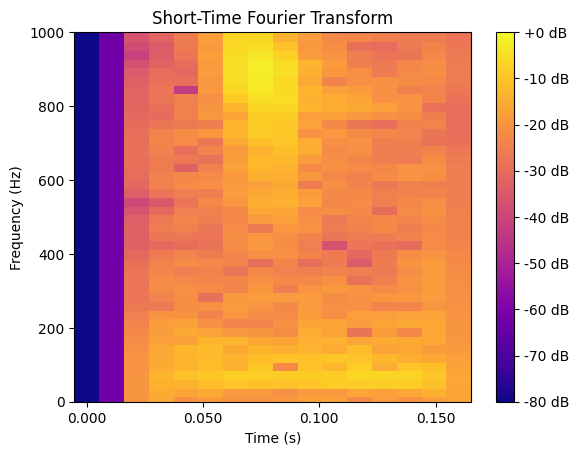 Short-Time Fourier Transform
1000
800
600
400
200
0
Frequency (Hz)
0.000
0.050
0.100
0.150
Time (s)
+0 dB
-10 dB
-20 dB
-30 dB
-40 dB
-50 dB
-60 dB
-70 dB
-80 dB